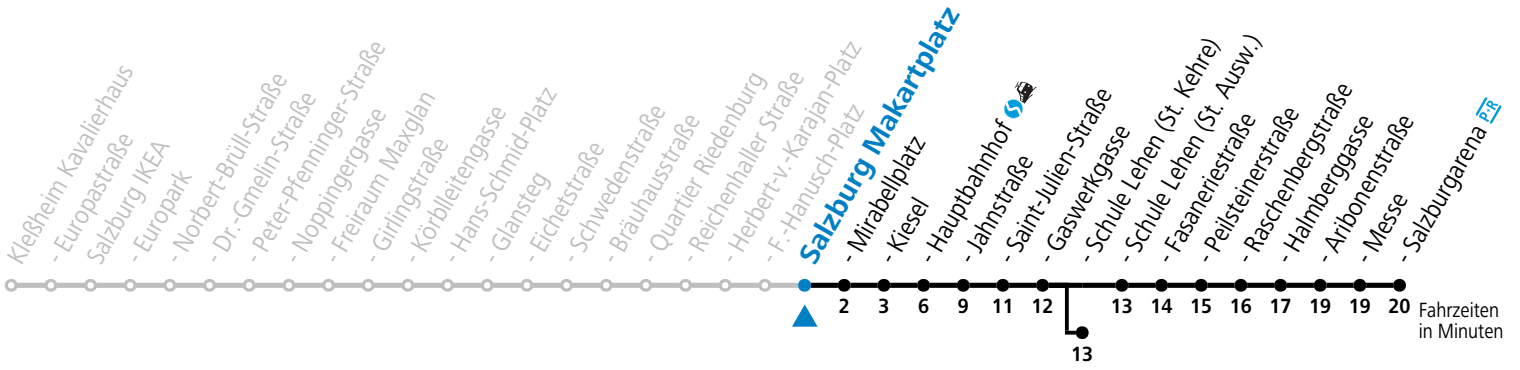 Kleßheim Kavalierhaus
- Europastraße
Salzburg IKEA
- Europark
- Norbert-Brüll-Straße
- Dr.-Gmelin-Straße
- Peter-Pfenninger-Straße
- Noppingergasse
- Freiraum Maxglan
- Girlingstraße
- Körblleitengasse
- Hans-Schmid-Platz
- Glansteg
- Eichetstraße
- Schwedenstraße
- Bräuhausstraße
- Quartier Riedenburg
- Reichenhaller Straße
- Herbert-v.-Karajan-Platz
- F.-Hanusch-Platz
Salzburg Makartplatz
- Mirabellplatz
- Kiesel
- Hauptbahnhof
- Jahnstraße
- Saint-Julien-Straße
- Gaswerkgasse
- Schule Lehen (St. Kehre)
- Schule Lehen (St. Ausw.)
- Fasaneriestraße
- Peilsteinerstraße
- Raschenbergstraße
- Halmberggasse
- Aribonenstraße
- Messe
- Salzburgarena P+R
2 3 6 9 11 12 13 14 15 16 17 19 19 20 Fahrzeiten
in Minuten
13